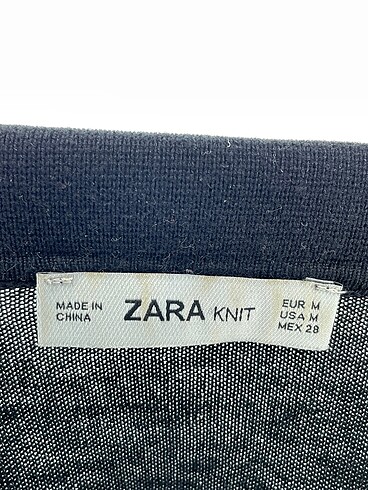 MADE IN
CHINA
ZARA KNIT
EUR M
USA M
MEX 28